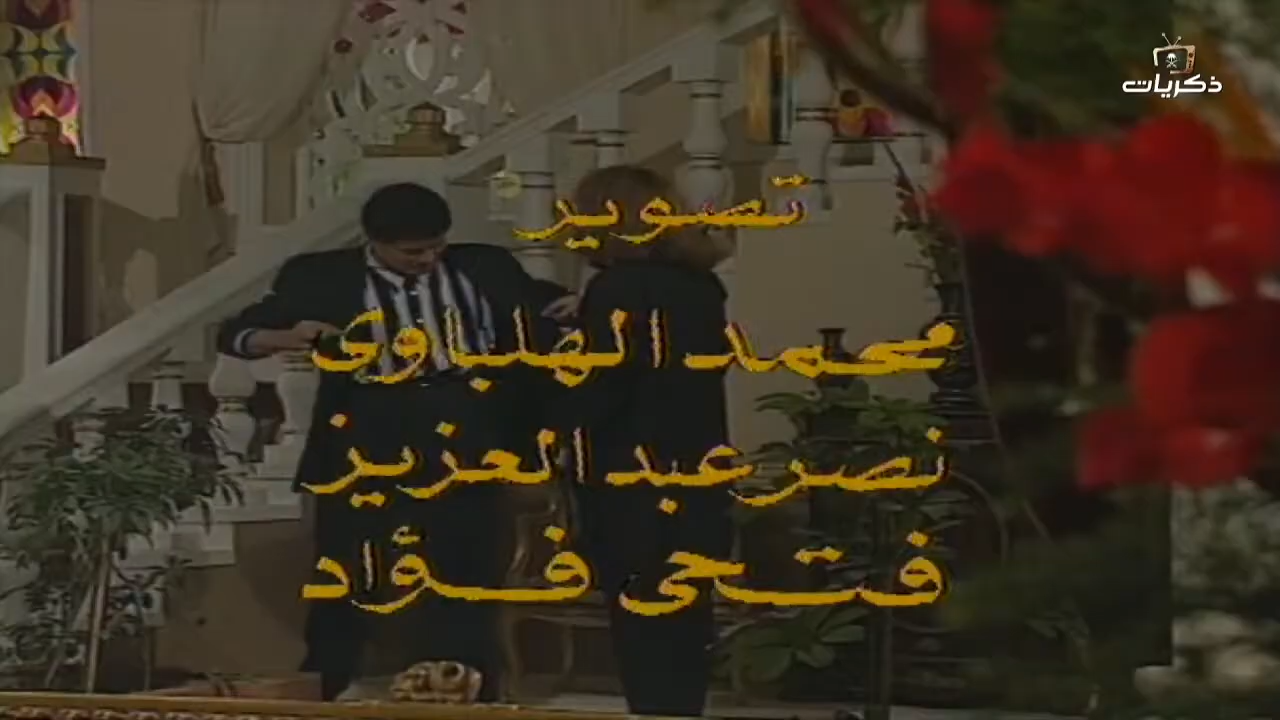 ذكريات
تصوير
محمد الهلباوى
نصر عبد العزيز
فتحى فؤاد